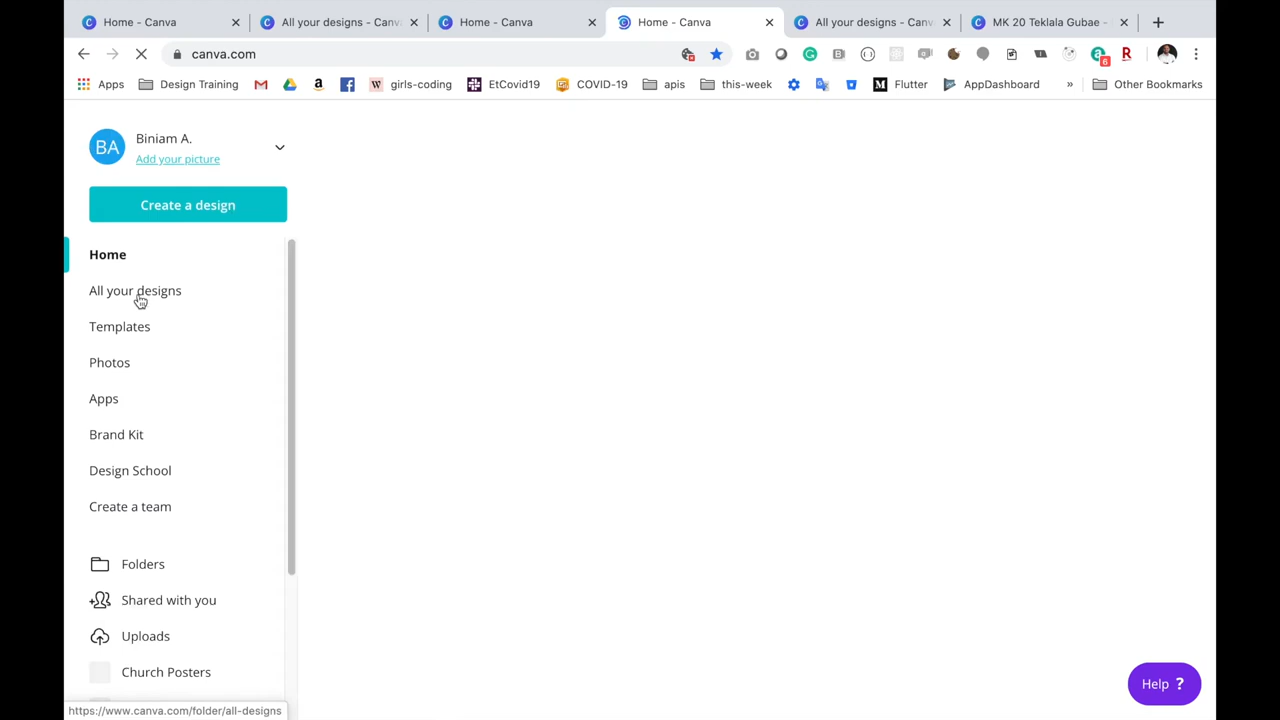 Home - Canva
All your designs - Canva
Home - Canva
Home - Canva
All your designs - Canva
MK 20 Teklala Gubae -
canva.com
6
R
Apps
Design Training
girls-coding
EtCovid19
COVID-19
apis
this-week
Flutter
AppDashboard
»
Other Bookmarks
BA
Biniam A.
Add your picture
Create a design
Home
All your designs
Templates
Photos
Apps
Brand Kit
Design School
Create a team
Folders
Shared with you
Uploads
Church Posters
https://www.canva.com/folder/all-designs
Help ?